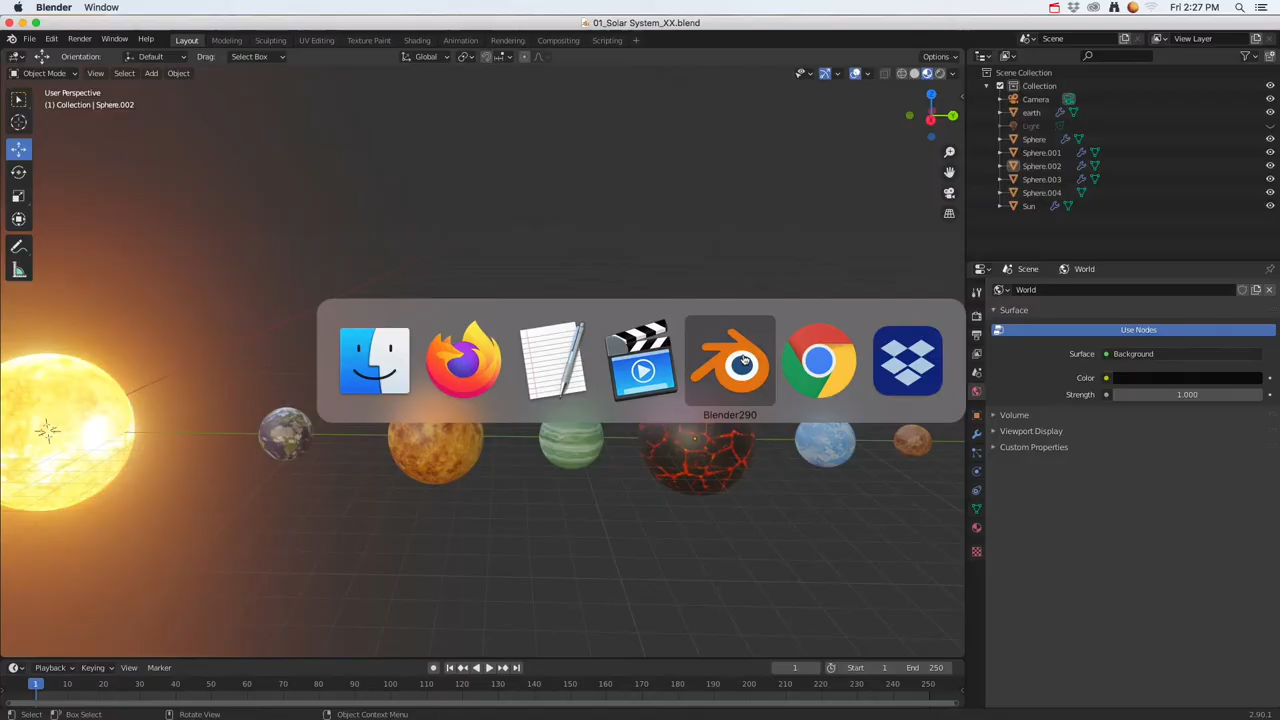 Blender Window Fri 2:27 PM
01_Solar System_XX.blend
File Edit Render Window Help Layout Modeling Sculpting UV Editing Texture Paint Shading Animation Rendering Compositing Scripting + Scene View Layer
Orientation: Default Drag: Select Box Global Options
Object Mode View Select Add Object
Scene Collection
Collection
Camera
earth
Light
Sphere
Sphere.001
Sphere.002
Sphere.003
Sphere.004
Sun
User Perspective
(1) Collection | Sphere.002
Z
Y
X
Scene World
World
Surface
Use Nodes
Surface Background
Color
Strength 1.000
Volume
Viewport Display
Custom Properties
Blender290
Playback Keying View Marker 1 Start 1 End 250
1 10 20 30 40 50 60 70 80 90 100 110 120 130 140 150 160 170 180 190 200 210 220 230 240 250
Select Box Select Rotate View Object Context Menu 2.90.1